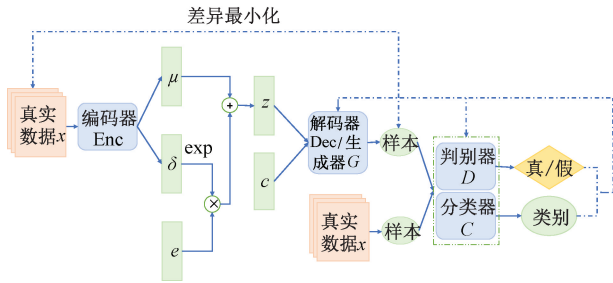 差异最小化
真实
数据x
编码器
Enc
μ
δ
exp
e
z
c
解码器
Dec/生
成器G
样本
真实
数据x
样本
判别器
D
分类器
C
真/假
类别